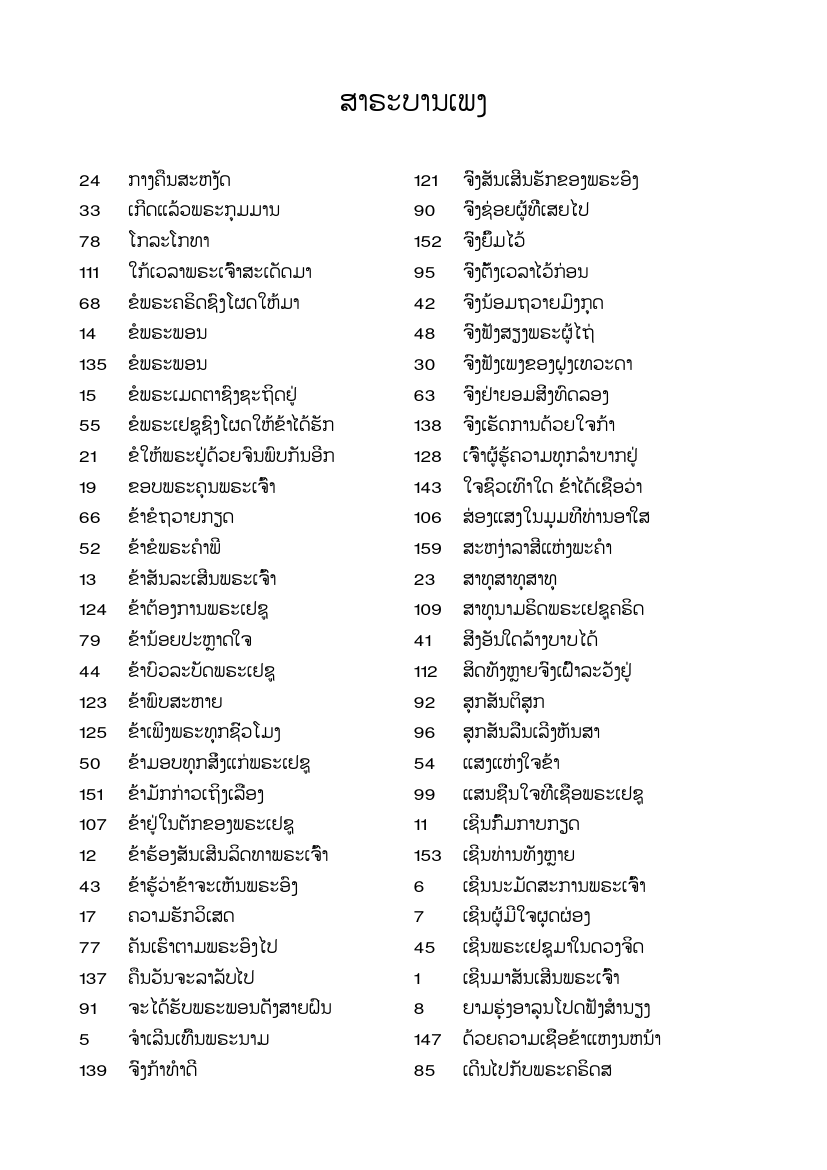 ສາຣະບານເພງ
24 ກາງຄືນສະຫງັດ
33 ເກີດແລ້ວພຣະກຸມມານ
78 ໂກລະໂກທາ
111 ໃກ້ເວລາພຣະເຈົ້າສະເດັດມາ
68 ຂໍພຣະຄຣິດຊົງໂຜດໃຫ້ມາ
14 ຂໍພຣະພອນ
135 ຂໍພຣະພອນ
15 ຂໍພຣະເມດຕາຊົງຊະຖິດຢູ່
55 ຂໍພຣະເຢຊູຊົງໂຜດໃຫ້ຂ້າໄດ້ຮັກ
21 ຂໍໃຫ້ພຣະຢູ່ດ້ວຍຈົນພົບກັນອີກ
19 ຂອບພຣະຄຸນພຣະເຈົ້າ
66 ຂ້າຂໍຖວາຍກຽດ
52 ຂ້າຂໍພຣະຄໍາພີ
13 ຂ້າສັນລະເສີນພຣະເຈົ້າ
124 ຂ້າຕ້ອງການພຣະເຢຊູ
79 ຂ້ານ້ອຍປະຫຼາດໃຈ
44 ຂ້າບົວລະບັດພຣະເຢຊູ
123 ຂ້າພົບສະຫາຍ
125 ຂ້າເພິ່ງພຣະທຸກຊົ່ວໂມງ
50 ຂ້າມອບທຸກສິ່ງແກ່ພຣະເຢຊູ
151 ຂ້າມັກກ່າວເຖິງເລື່ອງ
107 ຂ້າຢູ່ໃນຕັກຂອງພຣະເຢຊູ
12 ຂ້າຮ້ອງສັນເສີນລິດທາພຣະເຈົ້າ
43 ຂ້າຮູ້ວ່າຂ້າຈະເຫັນພຣະອົງ
17 ຄວາມຮັກວິເສດ
77 ຄັນເຮົາຕາມພຣະອົງໄປ
137 ຄືນວັນຈະລາລັບໄປ
91 ຈະໄດ້ຮັບພຣະພອນດັ່ງສາຍຝົນ
5 ຈໍາເລີນເທີ້ນພຣະນາມ
139 ຈົ່ງກ້າທໍາດີ
121 ຈົ່ງສັນເສີນຮັກຂອງພຣະອົງ
90 ຈົ່ງຊ່ອຍຜູ້ທີ່ເສຍໄປ
152 ຈົ່ງຍຶ້ມໄວ້
95 ຈົ່ງຕັ້ງເວລາໄວ້ກ່ອນ
42 ຈົ່ງນ້ອມຖວາຍມົງກຸດ
48 ຈົ່ງຟັງສຽງພຣະຜູ້ໄຖ່
30 ຈົ່ງຟັງເພງຂອງຝູງເທວະດາ
63 ຈົ່ງຢ່າຍອມສິ່ງທົດລອງ
138 ຈົ່ງເຮັດການດ້ວຍໃຈກ້າ
128 ເຈົ້າຜູ້ຮູ້ຄວາມທຸກລໍາບາກຢູ່
143 ໃຈຊົ່ວເທົ່າໃດ ຂ້າໄດ້ເຊື່ອວ່າ
106 ສ່ອງແສງໃນມຸມທີ່ທ່ານອາໃສ
159 ສະຫງ່າລາສີແຫ່ງພະຄໍາ
23 ສາທຸສາທຸສາທຸ
109 ສາທຸນາມຣິດພຣະເຢຊູຄຣິດ
41 ສິ່ງອັນໃດລ້າງບາບໄດ້
112 ສິດທັງຫຼາຍຈົ່ງເຝົ້າລະວັງຢູ່
92 ສຸກສັນຕິສຸກ
96 ສຸກສັນລື່ນເລີງຫັນສາ
54 ແສງແຫ່ງໃຈຂ້າ
99 ແສນຊື່ນໃຈທີ່ເຊື່ອພຣະເຢຊູ
11 ເຊີນກົ້ມກາບກຽດ
153 ເຊີນທ່ານທັງຫຼາຍ
6 ເຊີນນະມັດສະການພຣະເຈົ້າ
7 ເຊີນຜູ້ມີໃຈຜຸດຜ່ອງ
45 ເຊີນພຣະເຢຊູມາໃນດວງຈິດ
1 ເຊີນມາສັນເສີນພຣະເຈົ້າ
8 ຍາມຮຸ່ງອາລຸນໂປດຟັງສໍານຽງ
147 ດ້ວຍຄວາມເຊື່ອຂ້າແຫງນຫນ້າ
85 ເດີນໄປກັບພຣະຄຣິດສ